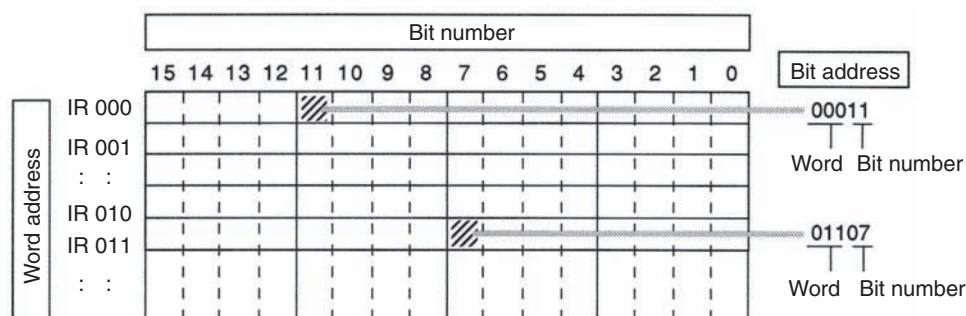 Bit number
15 14 13 12 11 10 9 8 7 6 5 4 3 2 1 0
Bit address
Word address
IR 000
00011
IR 001
Word Bit number
: :
IR 010
IR 011
01107
: :
Word Bit number